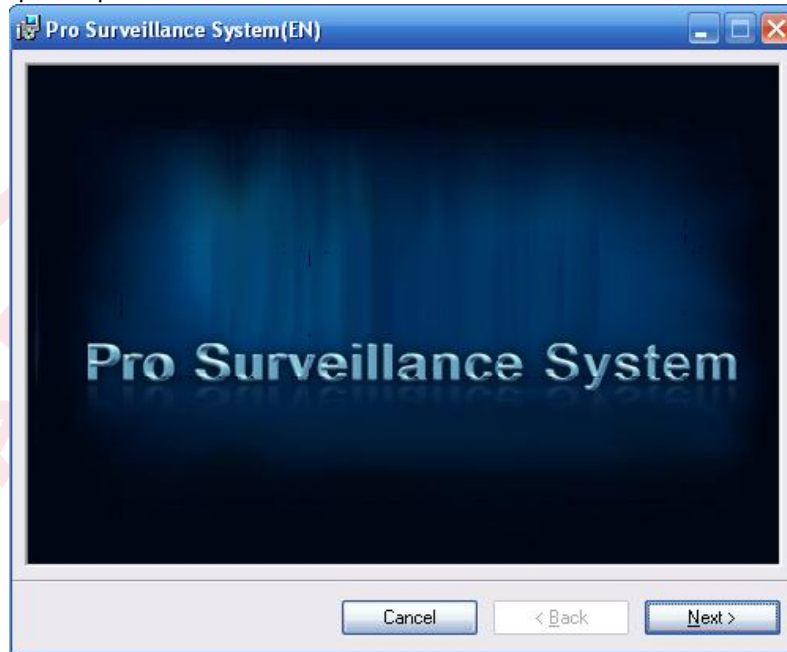 Pro Surveillance System(EN)
Pro Surveillance System
Cancel
< Back
Next >